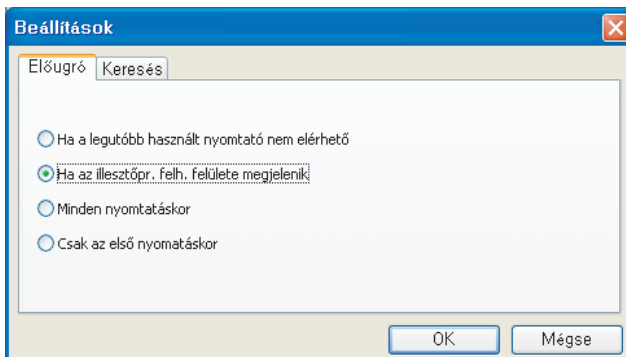 Beállítások
Előugró Keresés
Ha a legutóbb használt nyomtató nem elérhető
Ha az illesztőpr. felh. felülete megjelenik
Minden nyomtatáskor
Csak az első nyomatáskor
OK Mégse